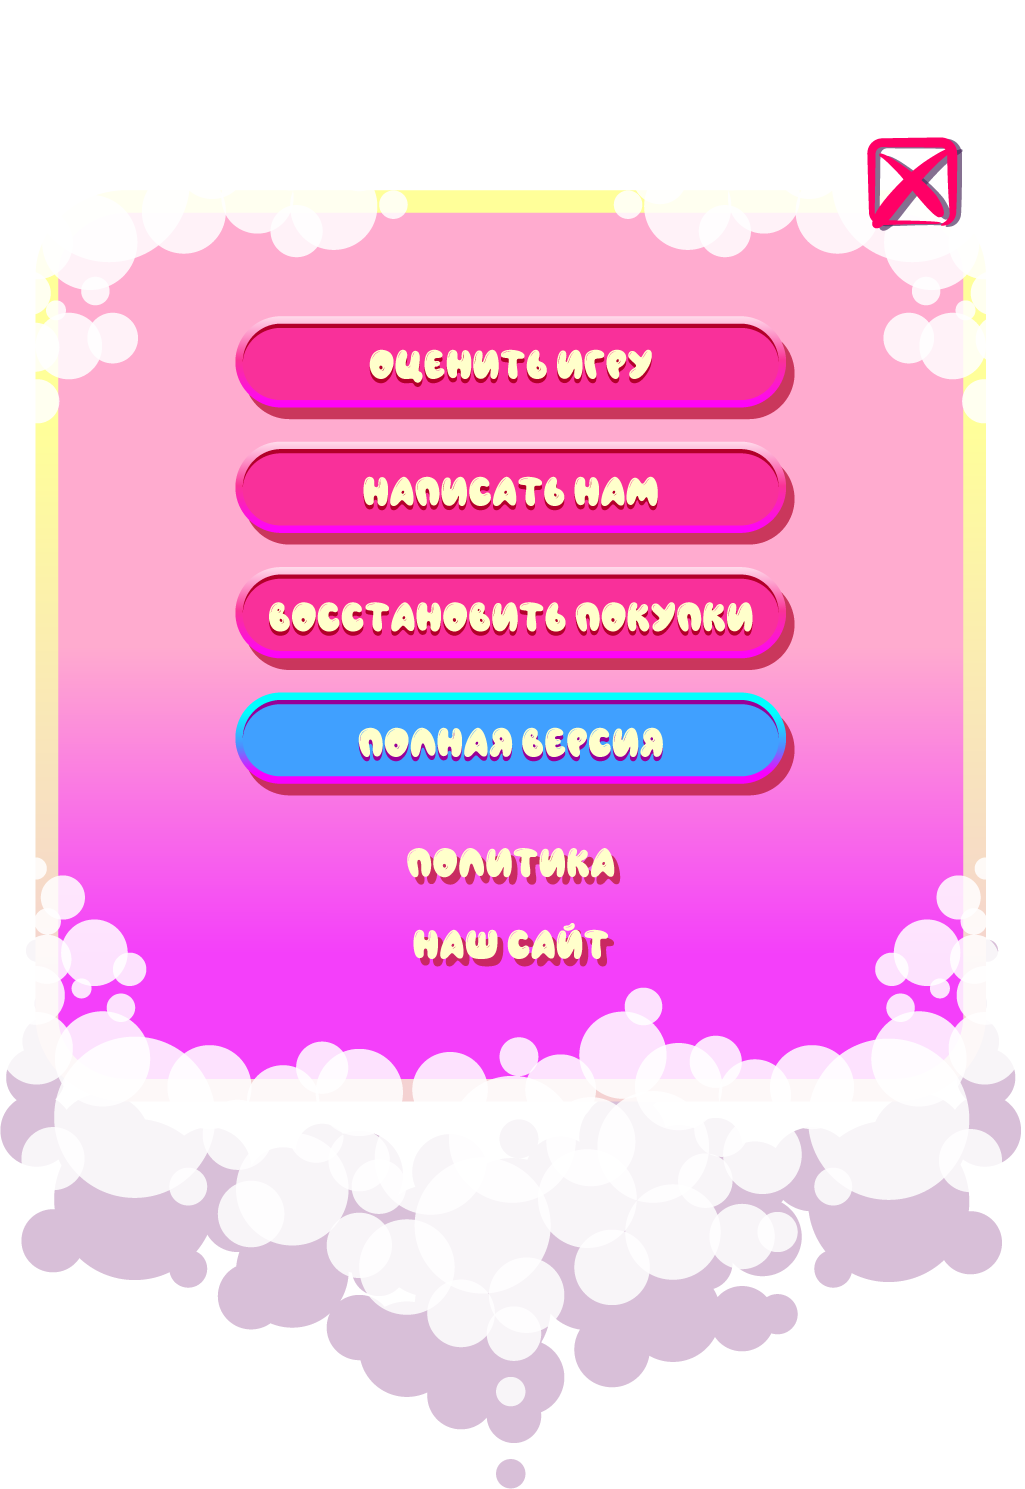 ОЦЕНИТЬ ИГРУ
НАПИСАТЬ НАМ
ВОССТАНОВИТЬ ПОКУПКИ
ПОЛНАЯ ВЕРСИЯ
ПОЛИТИКА
НАШ САЙТ